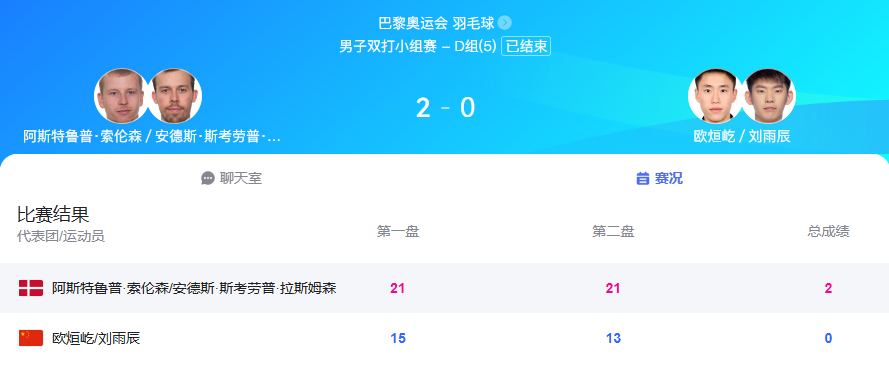 巴黎奥运会 羽毛球
男子双打小组赛 – D组(5) 已结束
2 - 0
阿斯特鲁普·索伦森 / 安德斯·斯考劳普·... 欧烜屹 / 刘雨辰
聊天室 赛况
比赛结果
代表团/运动员 第一盘 第二盘 总成绩
阿斯特鲁普·索伦森/安德斯·斯考劳普·拉斯姆森 21 21 2
欧烜屹/刘雨辰 15 13 0